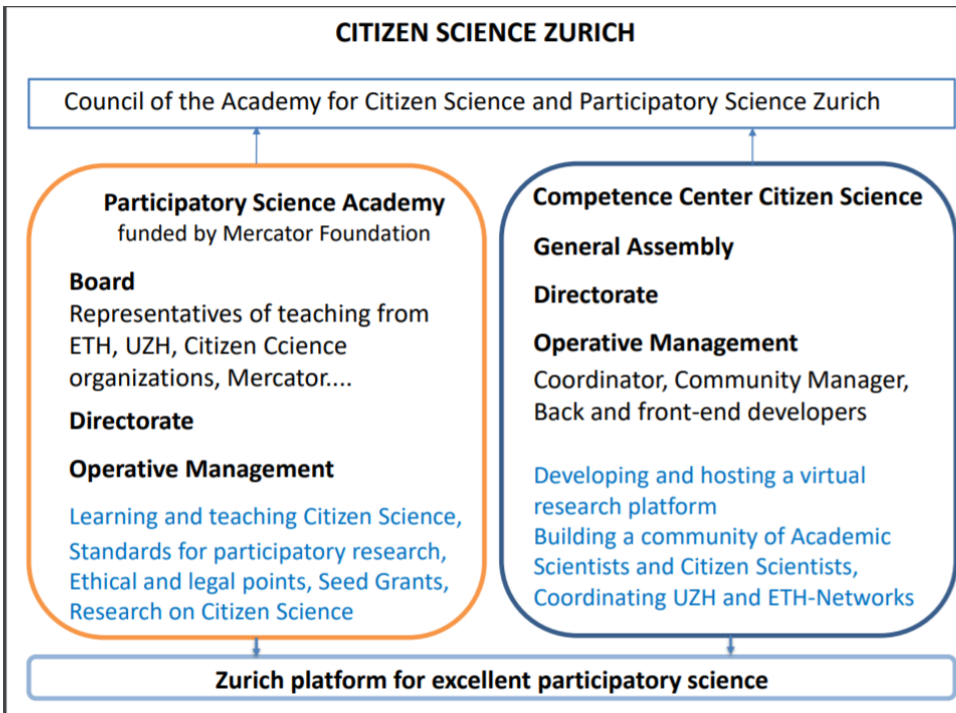 CITIZEN SCIENCE ZURICH
Council of the Academy for Citizen Science and Participatory Science Zurich
Participatory Science Academy
funded by Mercator Foundation
Board
Representatives of teaching from
ETH, UZH, Citizen Ccience
organizations, Mercator....
Directorate
Operative Management
Learning and teaching Citizen Science,
Standards for participatory research,
Ethical and legal points, Seed Grants,
Research on Citizen Science
Competence Center Citizen Science
General Assembly
Directorate
Operative Management
Coordinator, Community Manager,
Back and front-end developers
Developing and hosting a virtual
research platform
Building a community of Academic
Scientists and Citizen Scientists,
Coordinating UZH and ETH-Networks
Zurich platform for excellent participatory science